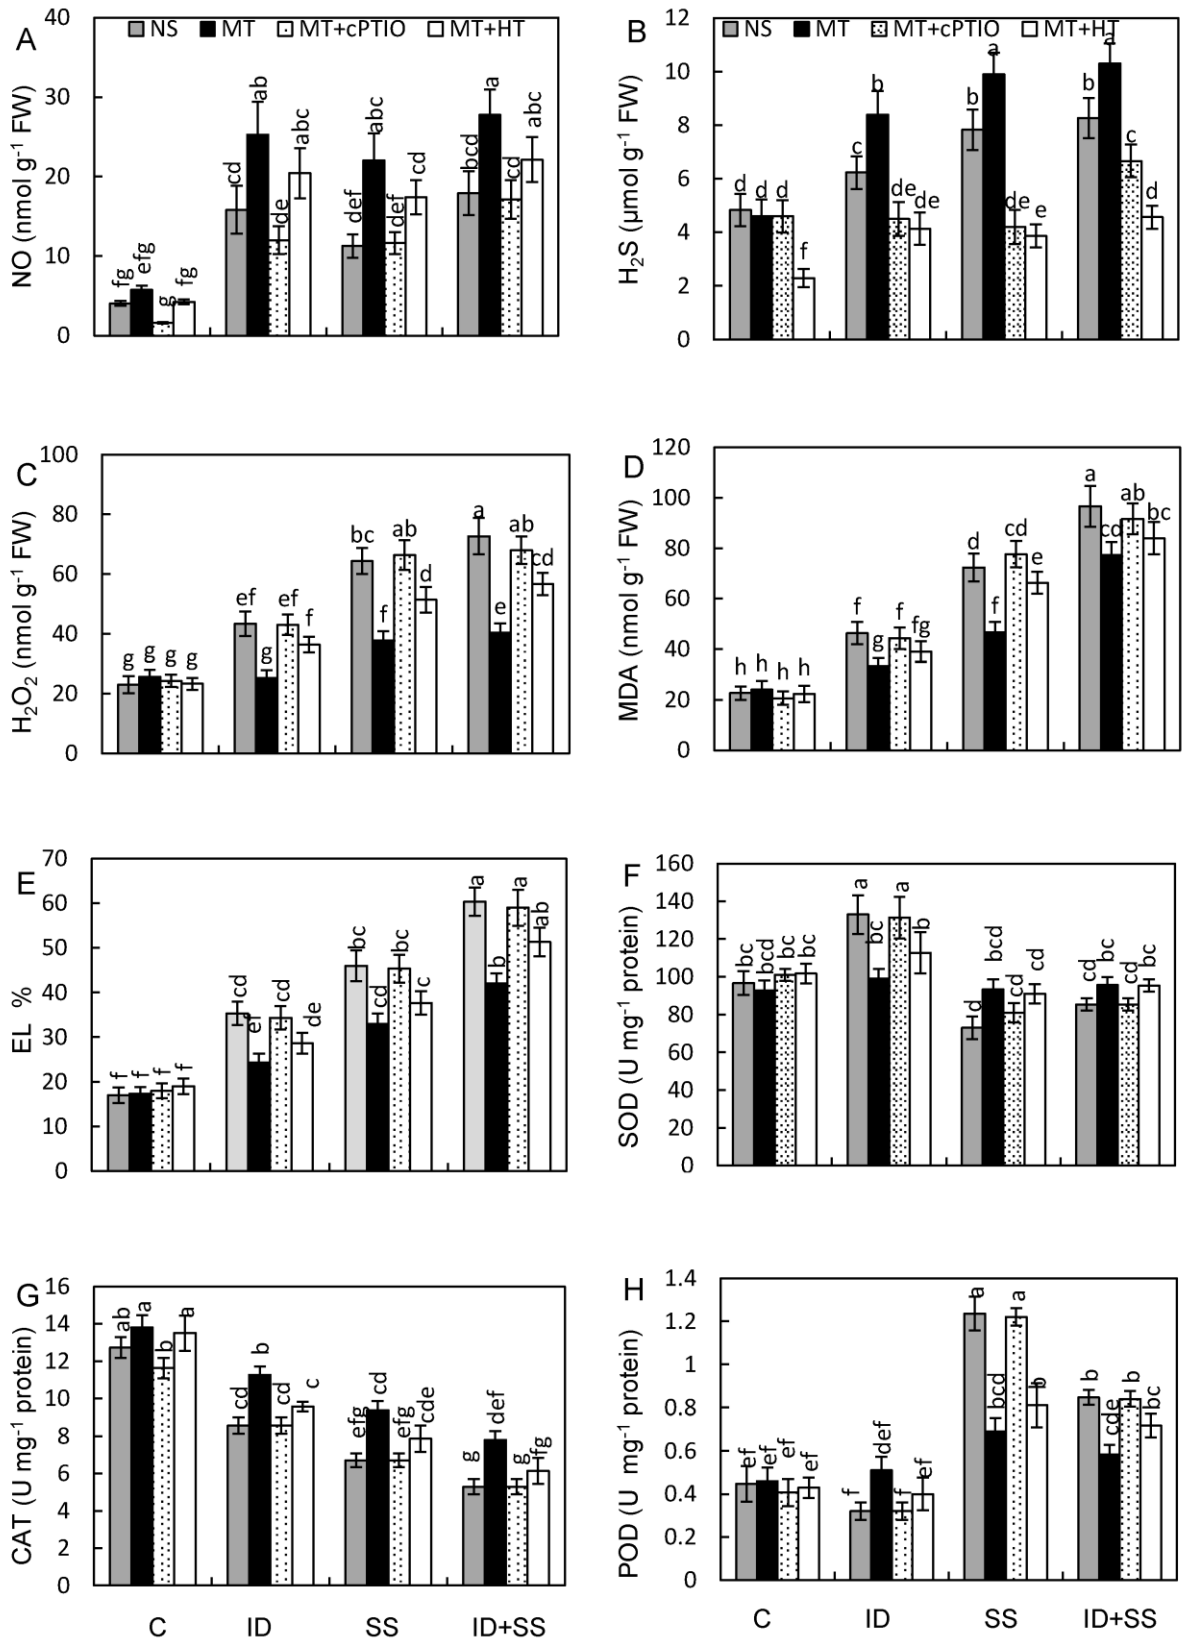 A
NS MT MT+cPTIO MT+HT
NO (nmol g⁻¹ FW)
40
30
20
10
0
fg efg g fg
cd ab de abc
def abc def cd
bcd a cd abc
B
NS MT MT+cPTIO MT+HT
H₂S (µmol g⁻¹ FW)
12
10
8
6
4
2
0
d d d f
c b de de
b a de e
b a c d
C
H₂O₂ (nmol g⁻¹ FW)
100
80
60
40
20
0
g g g g
ef g ef f
bc f ab d
a e ab cd
D
MDA (nmol g⁻¹ FW)
120
100
80
60
40
20
0
h h h h
f g f fg
d f cd e
a cd ab bc
E
EL %
70
60
50
40
30
20
10
0
f f f f
cd ef cd de
bc cd bc c
a b a ab
F
SOD (U mg⁻¹ protein)
160
140
120
100
80
60
40
20
0
bc bcd bc bc
a bc a b
d bcd cd cd
cd bc cd bc
G
CAT (U mg⁻¹ protein)
16
14
12
10
8
6
4
2
0
ab a b a
cd b cd c
efg cd efg cde
g def g fg
C ID SS ID+SS
H
POD (U mg⁻¹ protein)
1.4
1.2
1
0.8
0.6
0.4
0.2
0
ef ef ef ef
f def f ef
a bcd a b
b cde b bc
C ID SS ID+SS